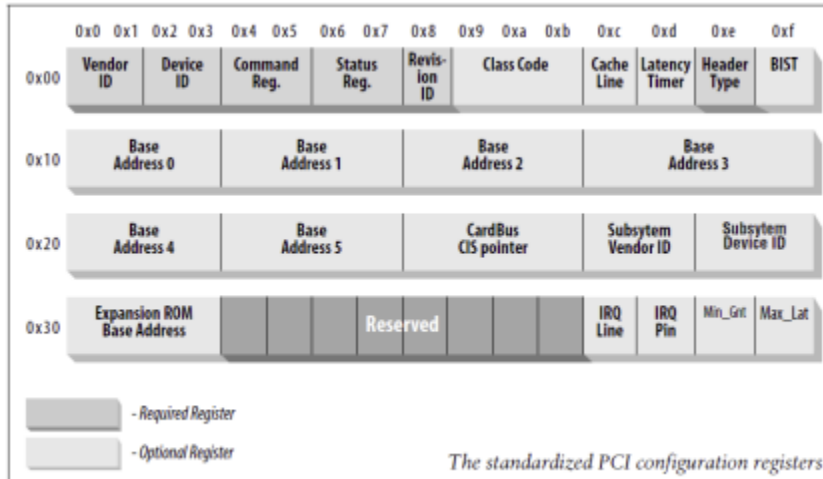 0x0 0x1 0x2 0x3 0x4 0x5 0x6 0x7 0x8 0x9 0xa 0xb 0xc 0xd 0xe 0xf
0x00
Vendor
ID
Device
ID
Command
Reg.
Status
Reg.
Revis-
ion
ID
Class Code
Cache
Line
Latency
Timer
Header
Type
BIST
0x10
Base
Address 0
Base
Address 1
Base
Address 2
Base
Address 3
0x20
Base
Address 4
Base
Address 5
CardBus
CIS pointer
Subsytem
Vendor ID
Subsytem
Device ID
0x30
Expansion ROM
Base Address
Reserved
IRQ
Line
IRQ
Pin
Min_Gnt
Max_Lat
- Required Register
- Optional Register
The standardized PCI configuration registers